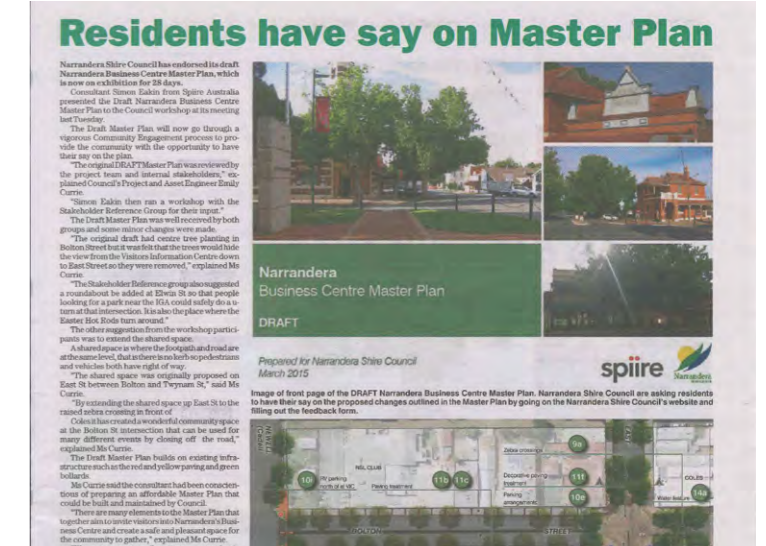 Residents have say on Master Plan
Narrandera Shire Council has endorsed its draft
Narrandera Business Centre Master Plan, which
is now on exhibition for 28 days.
Consultant Simon Eakin from Spiire Australia
presented the Draft Narrandera Business Centre
Master Plan to the Council workshop at its meeting
last Tuesday.
The Draft Master Plan will now go through a
vigorous Community Engagement process to pro-
vide the community with the opportunity to have
their say on the plan.
"The original DRAFT Master Plan was reviewed by
the project team and internal stakeholders," ex-
plained Council's Project and Asset Engineer Emily
Currie.
"Simon Eakin then ran a workshop with the
Stakeholder Reference Group for their input."
The Draft Master Plan was well received by both
groups and some minor changes were made.
"The original draft had centre tree planting in
Bolton Street but it was felt that the trees would hide
the view from the Visitors Information Centre down
to East Street so they were removed," explained Ms
Currie.
"The Stakeholder Reference group also suggested
a roundabout be added at Elwin St so that people
looking for a park near the IGA could safely do a u-
turn at that intersection. It is also the place where the
Easter Hot Rods turn around."
The other suggestion from the workshop partici-
pants was to extend the shared space.
A shared space is where the footpath and road are
at the same level, that is there is no kerb so pedestrians
and vehicles both have right of way.
"The shared space was originally proposed on
East St between Bolton and Twynam St," said Ms
Currie.
"By extending the shared space up East St to the
raised zebra crossing in front of
Coles it has created a wonderful community space
at the Bolton St intersection that can be used for
many different events by closing off the road,"
explained Ms Currie.
The Draft Master Plan builds on existing infra-
structure such as the red and yellow paving and green
bollards.
Ms Currie said the consultant had been conscien-
tious of preparing an affordable Master Plan that
could be built and maintained by Council.
"There are many elements to the Master Plan that
together aim to invite visitors into Narrandera's Busi-
ness Centre and create a safe and pleasant space for
the community to gather," explained Ms Currie.
Narrandera
Business Centre Master Plan
DRAFT
Prepared for Narrandera Shire Council
March 2015
spiire
Narrandera
Image of front page of the DRAFT Narrandera Business Centre Master Plan. Narrandera Shire Council are asking residents
to have their say on the proposed changes outlined in the Master Plan by going on the Narrandera Shire Council's website and
filling out the feedback form.
Zebra crossings
9a
RSL CLUB
10i
RV parking
north of
Paving treatment
11b
11c
Decorative paving
treatment
11f
Parking
arrangements
10e
COLES
Water feature
14a
BOLTON
STREET